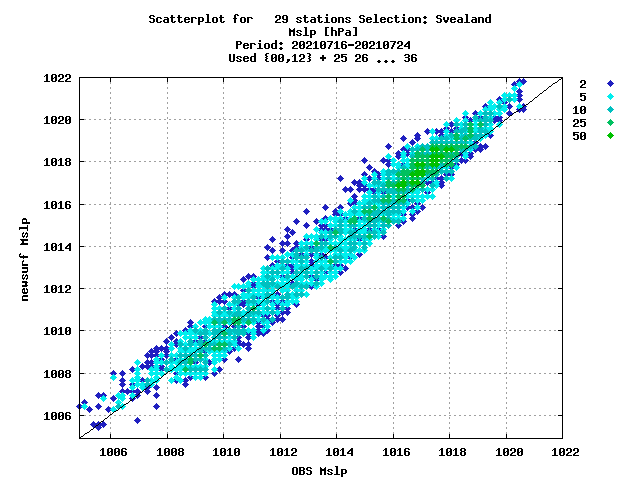 Scatterplot for   29 stations Selection: Svealand
Mslp [hPa]
Period: 20210716-20210724
Used {00,12} + 25 26 ... 36
1022
1020
1018
1016
1014
1012
1010
1008
1006
newsurf Mslp
2
5
10
25
50
1006 1008 1010 1012 1014 1016 1018 1020 1022
OBS Mslp